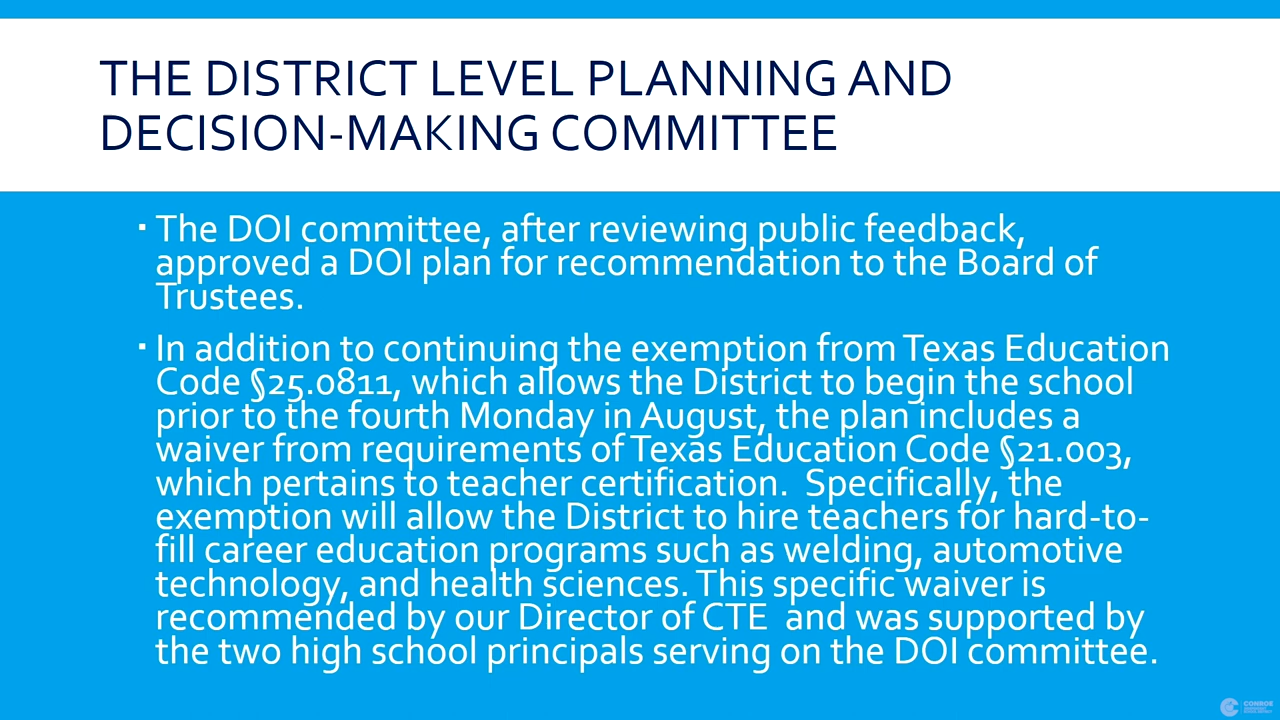 THE DISTRICT LEVEL PLANNING AND
DECISION-MAKING COMMITTEE
▪ The DOI committee, after reviewing public feedback,
approved a DOI plan for recommendation to the Board of
Trustees.
▪ In addition to continuing the exemption from Texas Education
Code §25.0811, which allows the District to begin the school
prior to the fourth Monday in August, the plan includes a
waiver from requirements of Texas Education Code §21.003,
which pertains to teacher certification.  Specifically, the
exemption will allow the District to hire teachers for hard-to-
fill career education programs such as welding, automotive
technology, and health sciences. This specific waiver is
recommended by our Director of CTE  and was supported by
the two high school principals serving on the DOI committee.
CONROE